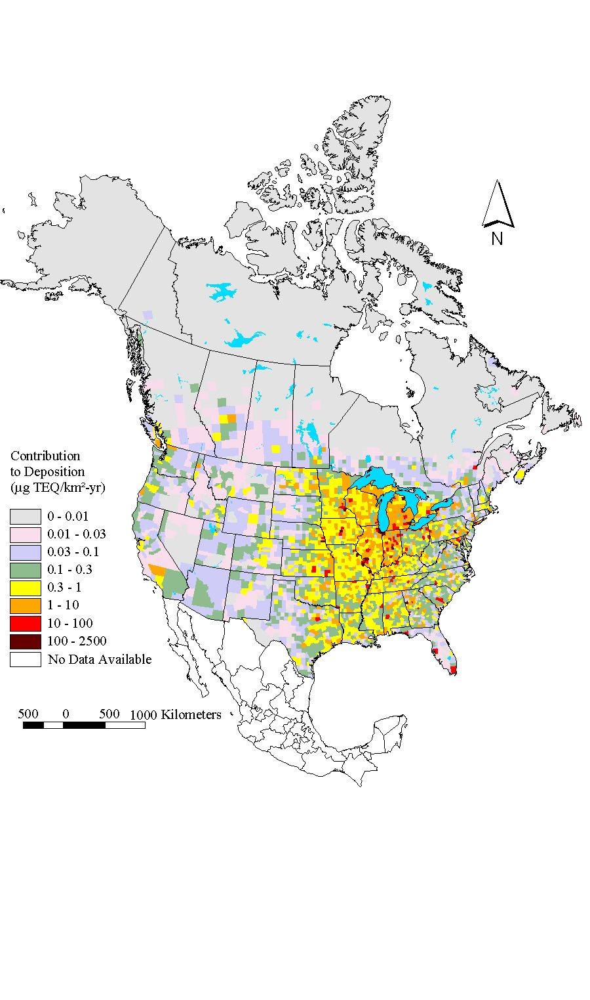 N
Contribution
to Deposition
(µg TEQ/km²-yr)
0 - 0.01
0.01 - 0.03
0.03 - 0.1
0.1 - 0.3
0.3 - 1
1 - 10
10 - 100
100 - 2500
No Data Available
500 0 500 1000 Kilometers